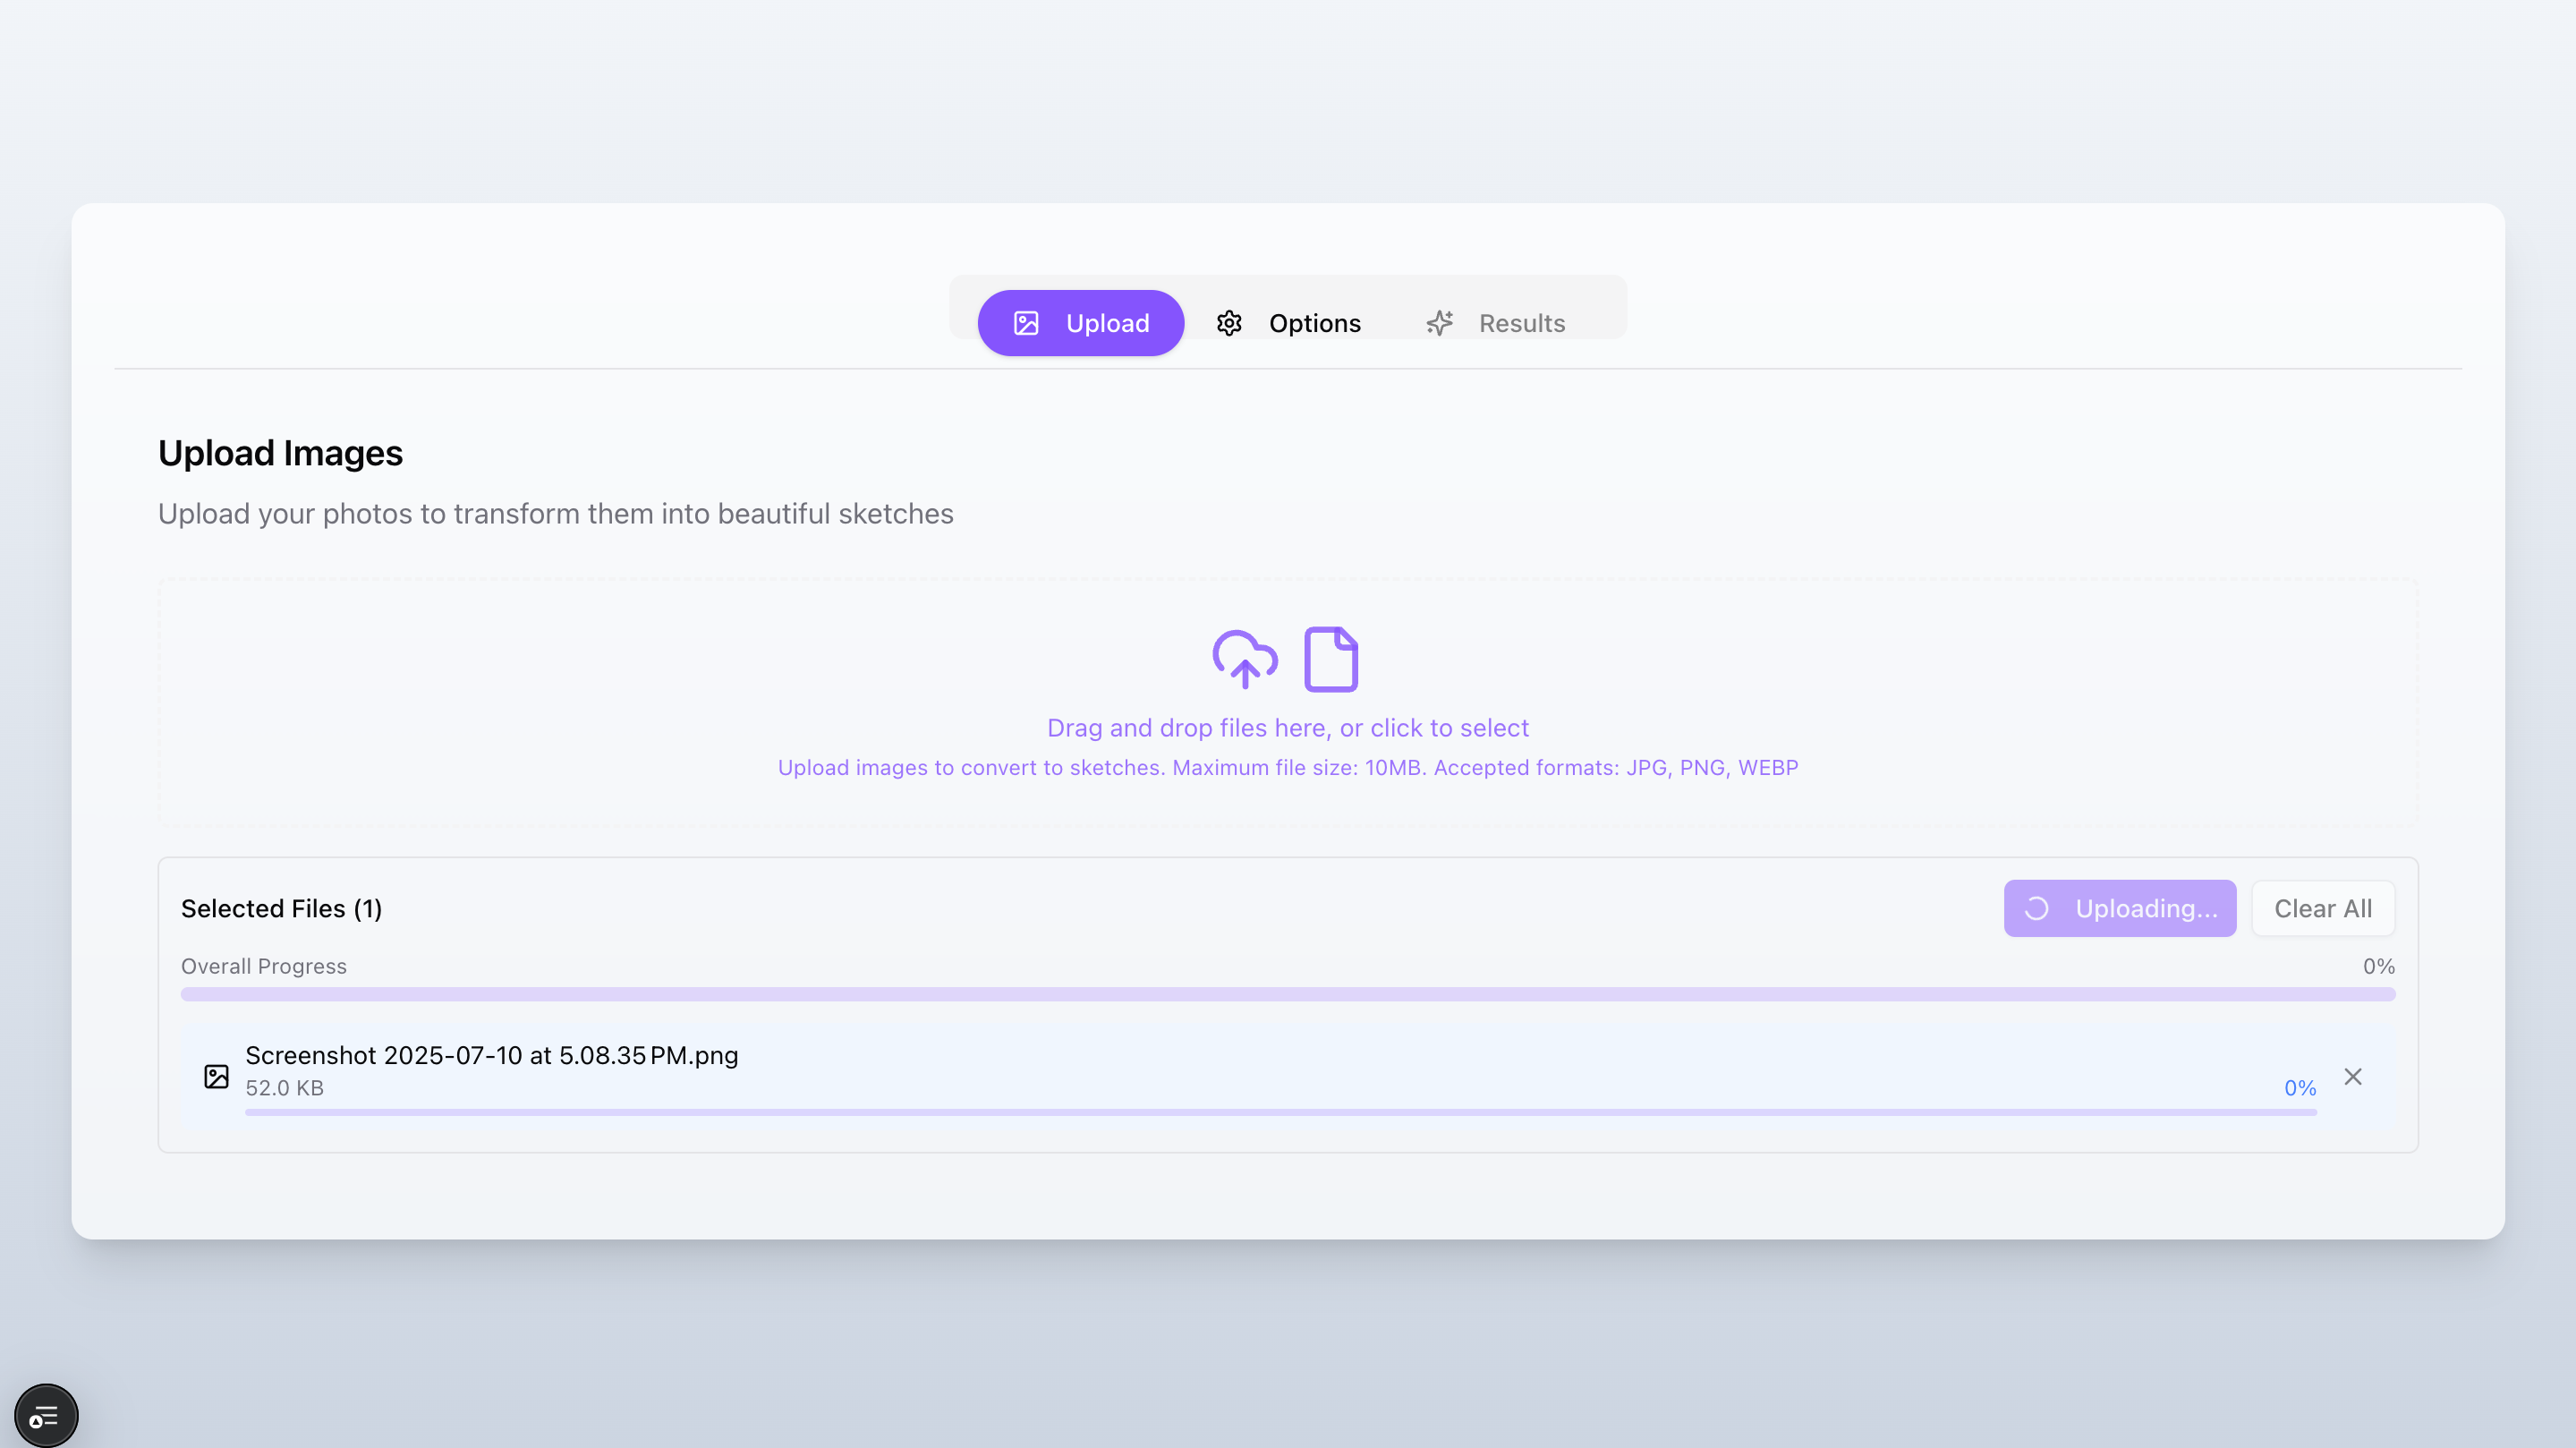 Upload Options Results
Upload Images
Upload your photos to transform them into beautiful sketches
Drag and drop files here, or click to select
Upload images to convert to sketches. Maximum file size: 10MB. Accepted formats: JPG, PNG, WEBP
Selected Files (1) Uploading... Clear All
Overall Progress 0%
Screenshot 2025-07-10 at 5.08.35 PM.png
52.0 KB 0%